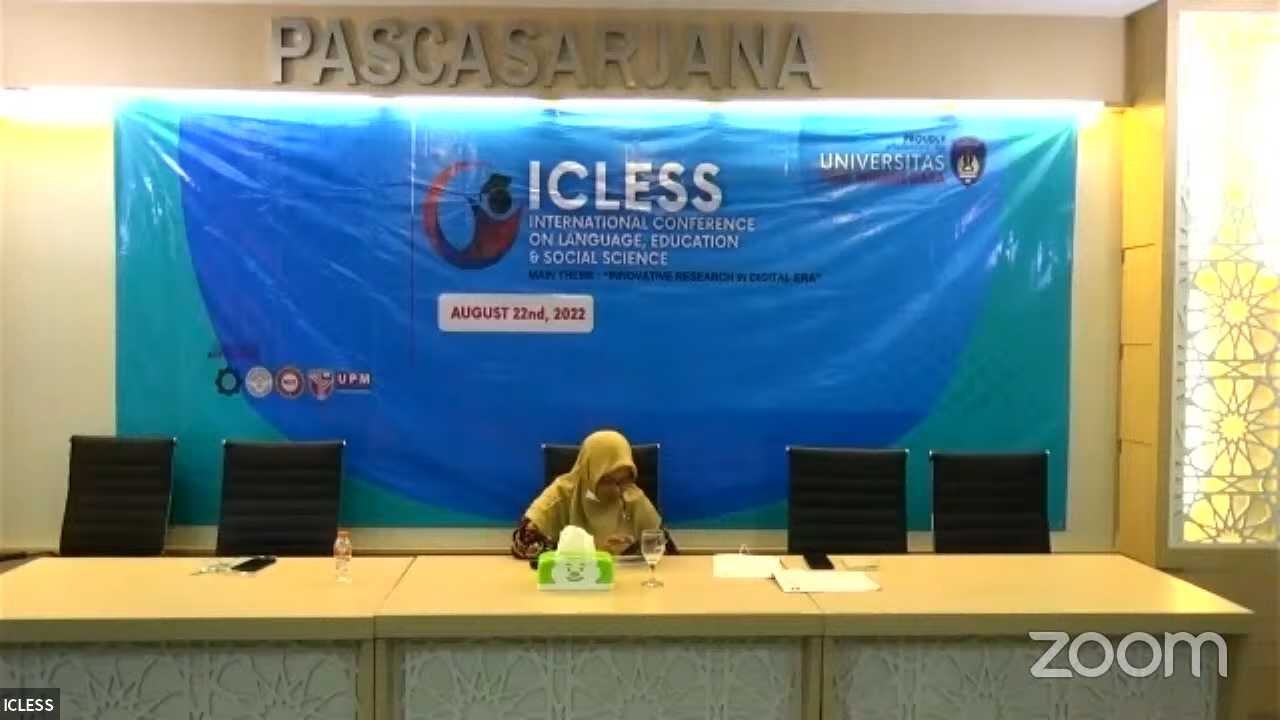 PASCASARJANA
PROUDLY
UNIVERSITAS
ICLESS
INTERNATIONAL CONFERENCE
ON LANGUAGE, EDUCATION
& SOCIAL SCIENCE
MAIN THEME : "INNOVATIVE RESEARCH IN DIGITAL ERA"
AUGUST 22nd, 2022
UPM
zoom
ICLESS